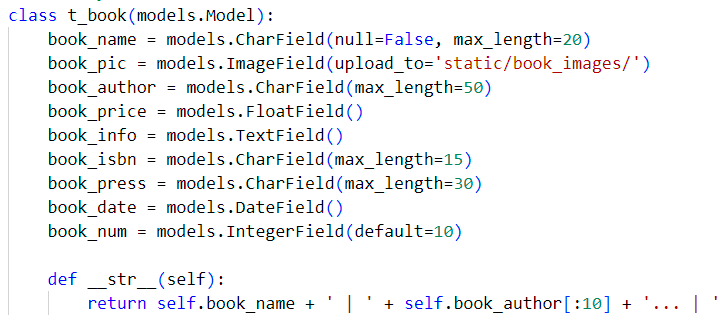 class t_book(models.Model):
    book_name = models.CharField(null=False, max_length=20)
    book_pic = models.ImageField(upload_to='static/book_images/')
    book_author = models.CharField(max_length=50)
    book_price = models.FloatField()
    book_info = models.TextField()
    book_isbn = models.CharField(max_length=15)
    book_press = models.CharField(max_length=30)
    book_date = models.DateField()
    book_num = models.IntegerField(default=10)

    def __str__(self):
        return self.book_name + ' | ' + self.book_author[:10] + '... | '